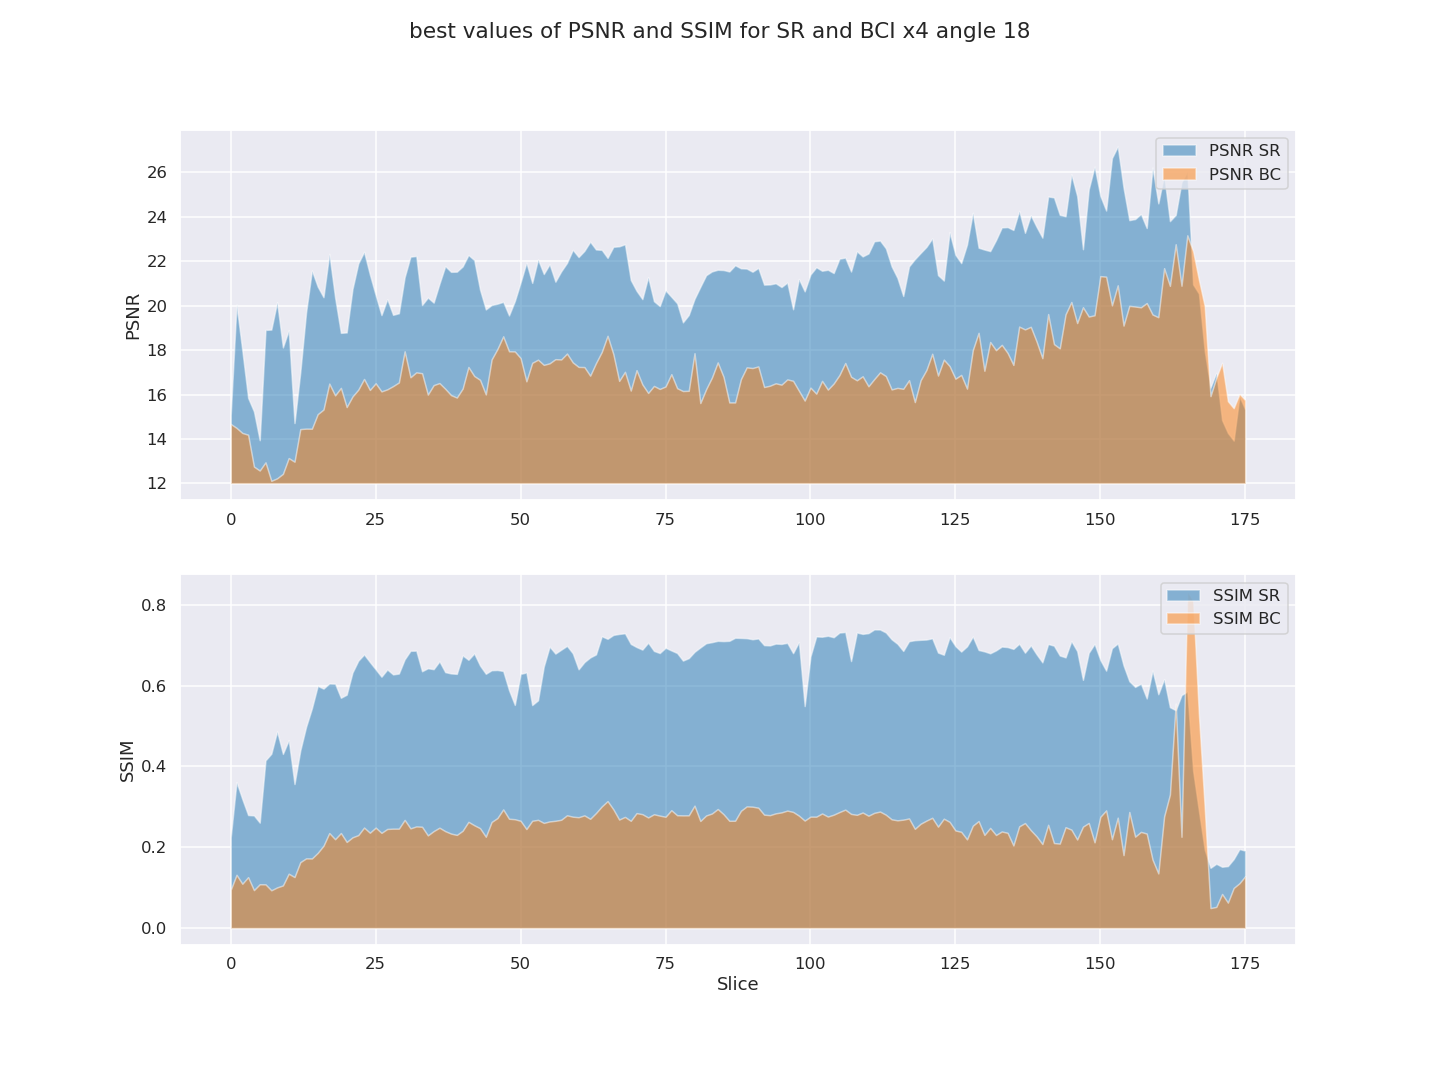 best values of PSNR and SSIM for SR and BCI x4 angle 18
PSNR SR
PSNR BC
26
24
22
20
18
16
14
12
PSNR
0 25 50 75 100 125 150 175
SSIM SR
SSIM BC
0.8
0.6
0.4
0.2
0.0
SSIM
0 25 50 75 100 125 150 175
Slice